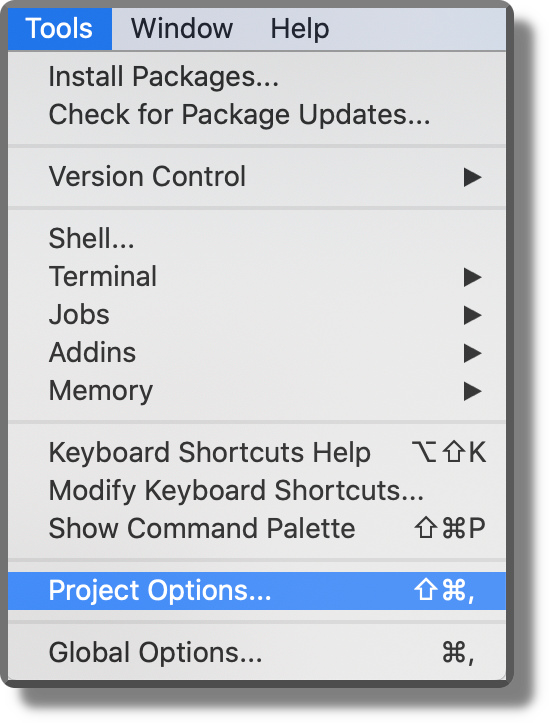 Tools Window Help
Install Packages...
Check for Package Updates...
Version Control ▶
Shell...
Terminal ▶
Jobs ▶
Addins ▶
Memory ▶
Keyboard Shortcuts Help ⌥⇧K
Modify Keyboard Shortcuts...
Show Command Palette ⇧⌘P
Project Options... ⇧⌘,
Global Options... ⌘,